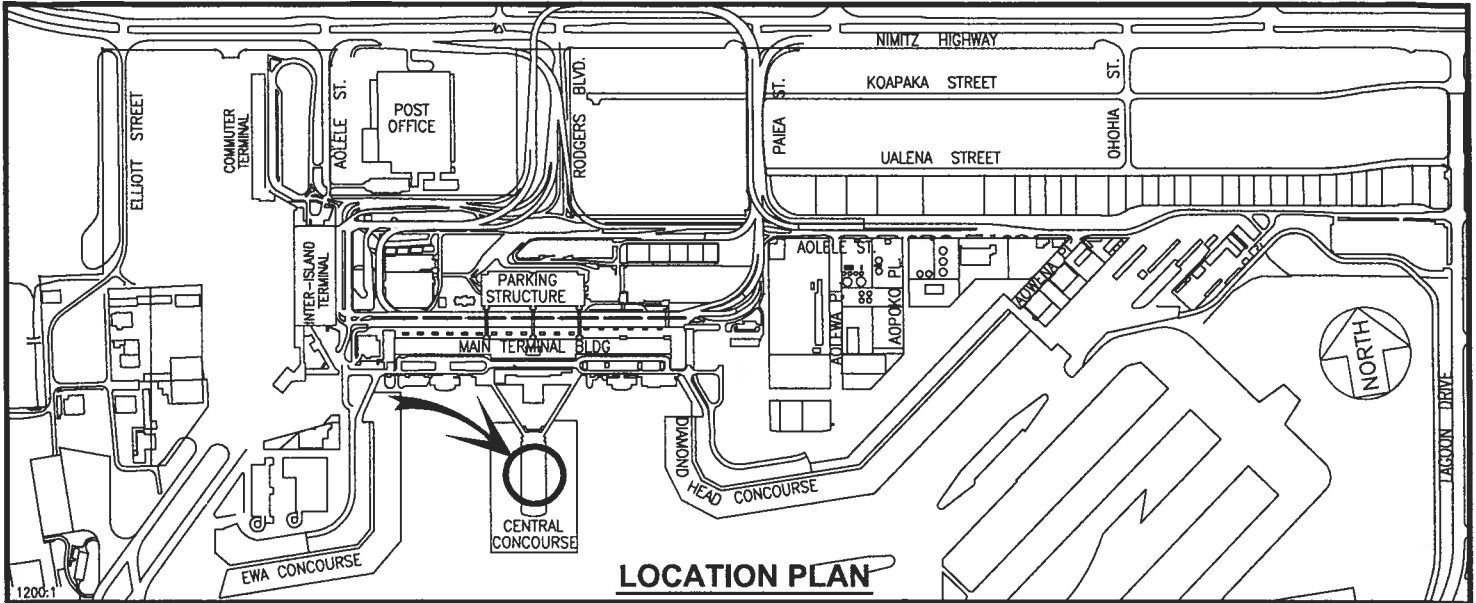 NIMITZ HIGHWAY
KOAPAKA STREET
UALENA STREET
ELLIOTT STREET
COMMUTER
TERMINAL
AOLELE ST.
POST
OFFICE
RODGERS BLVD.
PAIEA ST.
OHOHIA ST.
INTER-ISLAND
TERMINAL
PARKING
STRUCTURE
MAIN TERMINAL BLDG
AOLELE ST.
AOLEWA PL.
AOPOKO PL.
AOWENA PL.
NORTH
LAGOON DRIVE
DIAMOND
HEAD CONCOURSE
CENTRAL
CONCOURSE
EWA CONCOURSE
LOCATION PLAN
1200:1